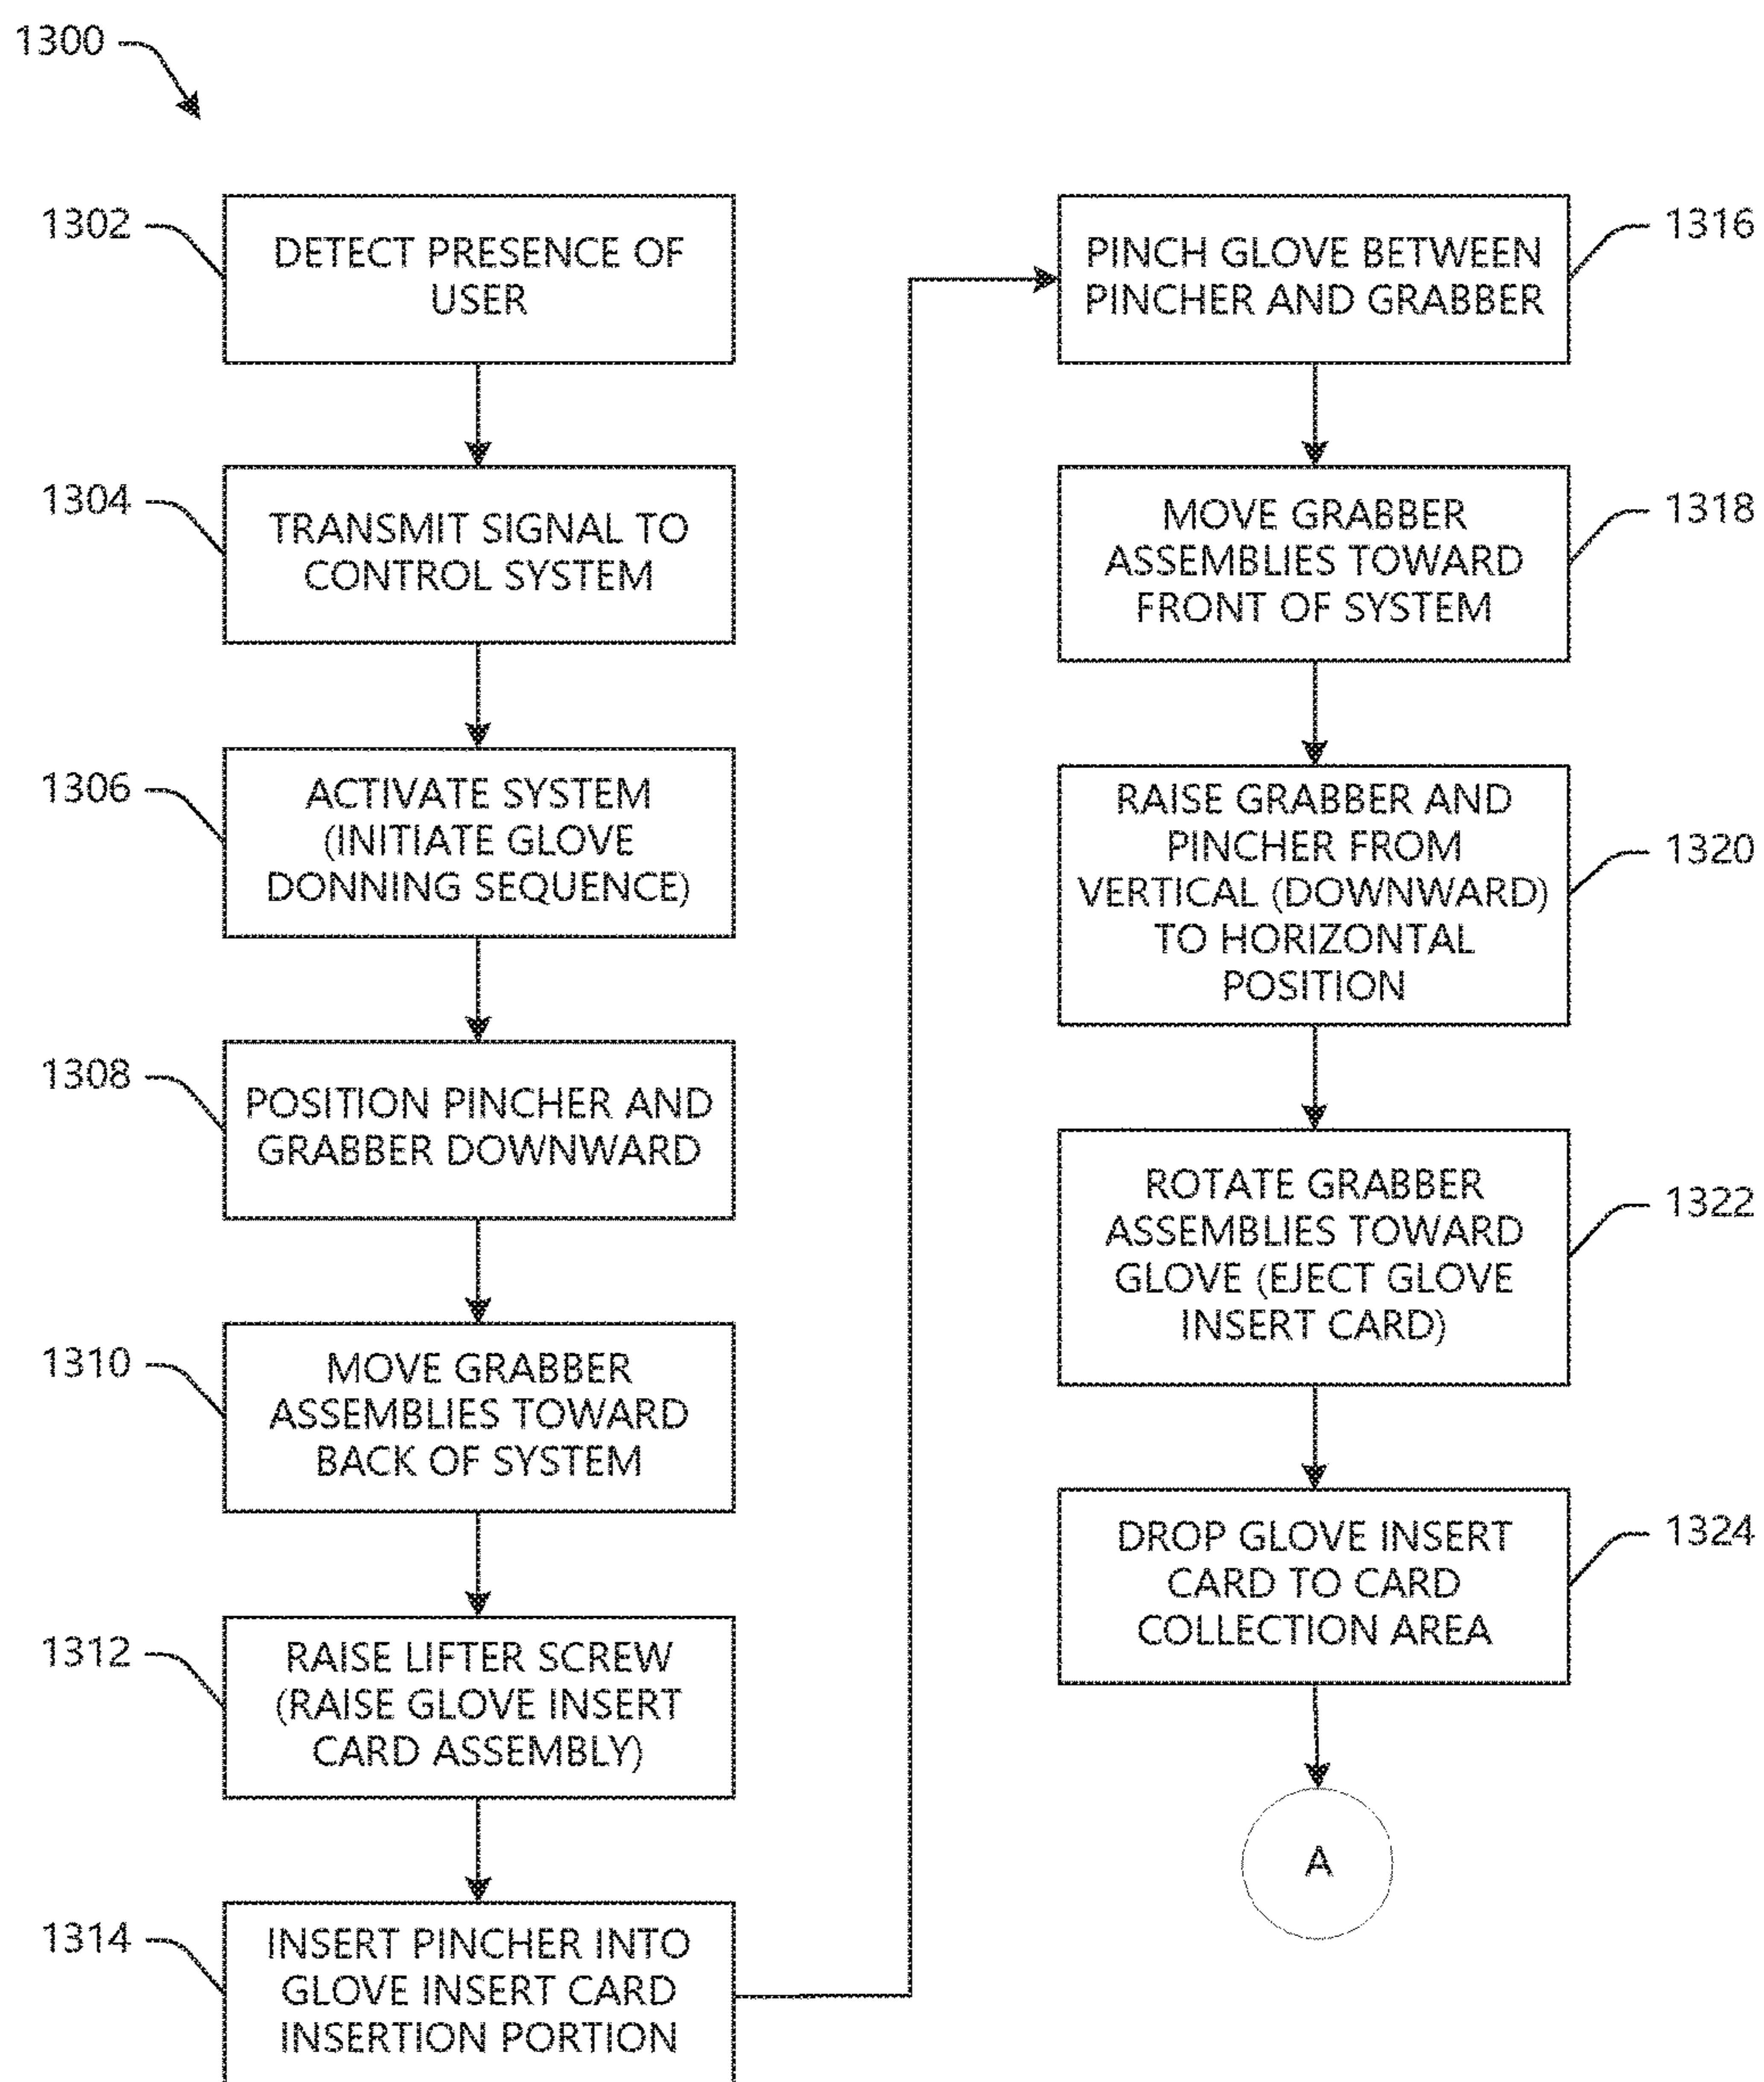 1300
1302
DETECT PRESENCE OF
USER
1304
TRANSMIT SIGNAL TO
CONTROL SYSTEM
1306
ACTIVATE SYSTEM
(INITIATE GLOVE
DONNING SEQUENCE)
1308
POSITION PINCHER AND
GRABBER DOWNWARD
1310
MOVE GRABBER
ASSEMBLIES TOWARD
BACK OF SYSTEM
1312
RAISE LIFTER SCREW
(RAISE GLOVE INSERT
CARD ASSEMBLY)
1314
INSERT PINCHER INTO
GLOVE INSERT CARD
INSERTION PORTION
1316
PINCH GLOVE BETWEEN
PINCHER AND GRABBER
1318
MOVE GRABBER
ASSEMBLIES TOWARD
FRONT OF SYSTEM
1320
RAISE GRABBER AND
PINCHER FROM
VERTICAL (DOWNWARD)
TO HORIZONTAL
POSITION
1322
ROTATE GRABBER
ASSEMBLIES TOWARD
GLOVE (EJECT GLOVE
INSERT CARD)
1324
DROP GLOVE INSERT
CARD TO CARD
COLLECTION AREA
A